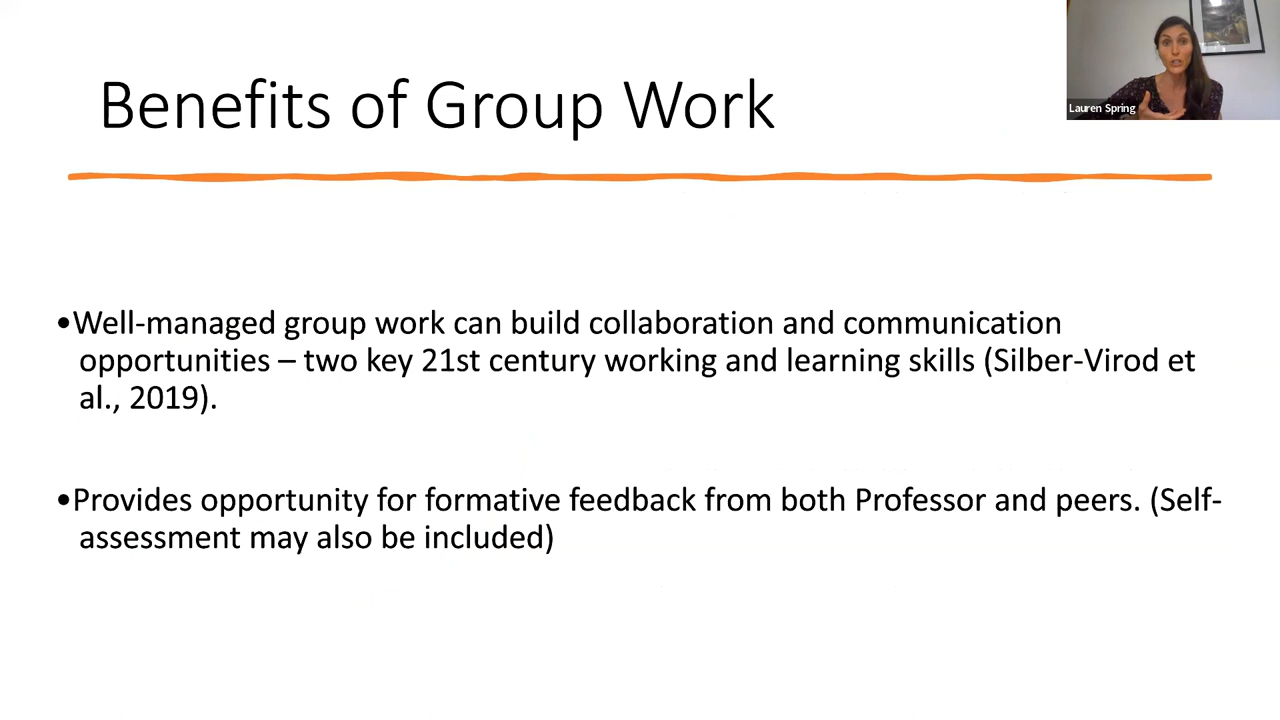 Benefits of Group Work
Lauren Spring
•Well-managed group work can build collaboration and communication
opportunities – two key 21st century working and learning skills (Silber-Virod et
al., 2019).
•Provides opportunity for formative feedback from both Professor and peers. (Self-
assessment may also be included)